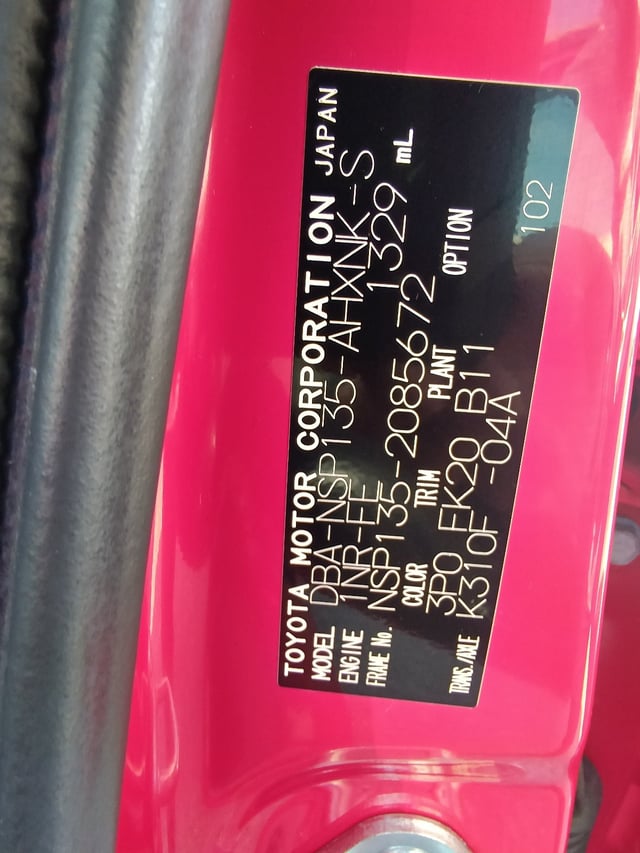 TOYOTA MOTOR CORPORATION JAPAN
MODEL DBA-NSP135-AHXNK-S
ENGINE 1NR-FE 1329 mL
FRAME No. NSP135-2085672
COLOR TRIM PLANT OPTION
3P0 FK20 B11
TRANS./AXLE K310F -04A 102